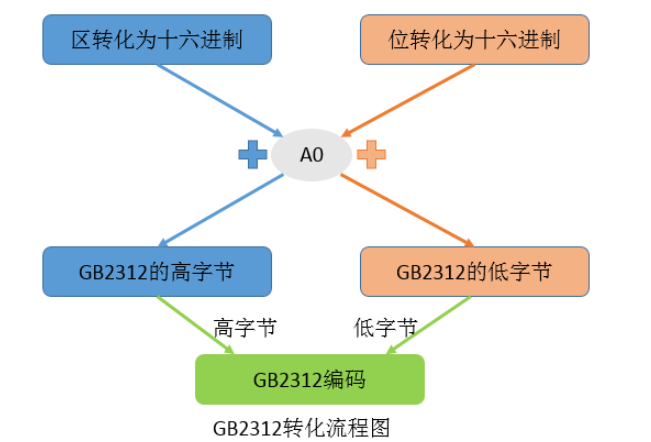 区转化为十六进制
位转化为十六进制
A0
GB2312的高字节
GB2312的低字节
高字节
低字节
GB2312编码
GB2312转化流程图